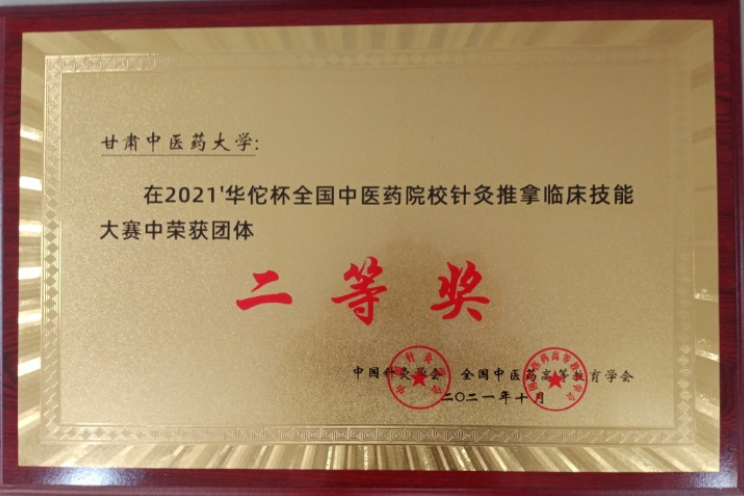 甘肃中医药大学:
在2021'华佗杯全国中医药院校针灸推拿临床技能
大赛中荣获团体
二等奖
中国针灸学会 全国中医药高等教育学会
二〇二一年十月